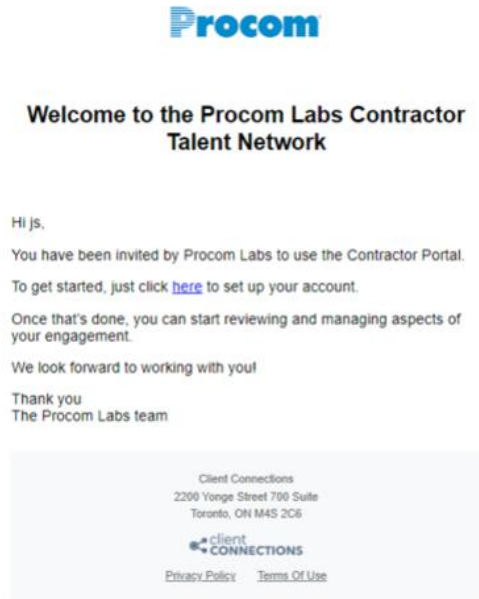 Procom
Welcome to the Procom Labs Contractor
Talent Network
Hi js,
You have been invited by Procom Labs to use the Contractor Portal.
To get started, just click here to set up your account.
Once that's done, you can start reviewing and managing aspects of
your engagement.
We look forward to working with you!
Thank you
The Procom Labs team
Client Connections
2200 Yonge Street 700 Suite
Toronto, ON M4S 2C6
client
CONNECTIONS
Privacy Policy Terms Of Use